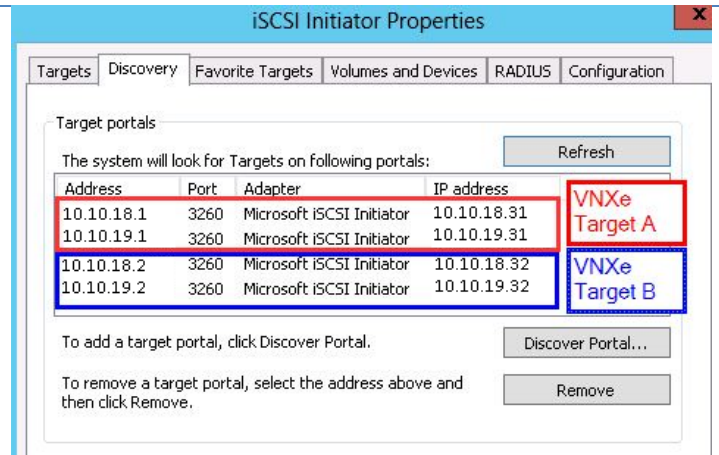 iSCSI Initiator Properties
x
Targets Discovery Favorite Targets Volumes and Devices RADIUS Configuration
Target portals
The system will look for Targets on following portals:
Refresh
Address Port Adapter IP address
10.10.18.1 3260 Microsoft iSCSI Initiator 10.10.18.31
10.10.19.1 3260 Microsoft iSCSI Initiator 10.10.19.31
VNXe
Target A
10.10.18.2 3260 Microsoft iSCSI Initiator 10.10.18.32
10.10.19.2 3260 Microsoft iSCSI Initiator 10.10.19.32
VNXe
Target B
To add a target portal, click Discover Portal.
Discover Portal...
To remove a target portal, select the address above and
then click Remove.
Remove